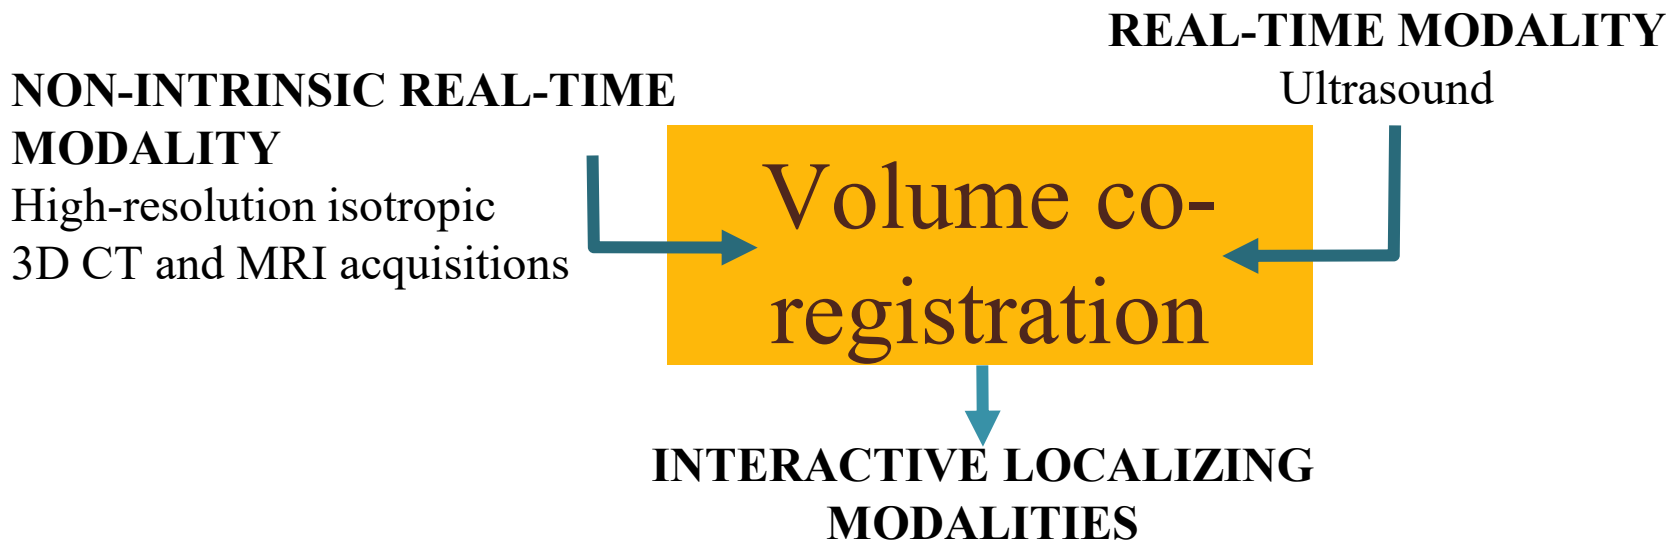 NON-INTRINSIC REAL-TIME
MODALITY
High-resolution isotropic
3D CT and MRI acquisitions
REAL-TIME MODALITY
Ultrasound
Volume co-
registration
INTERACTIVE LOCALIZING
MODALITIES